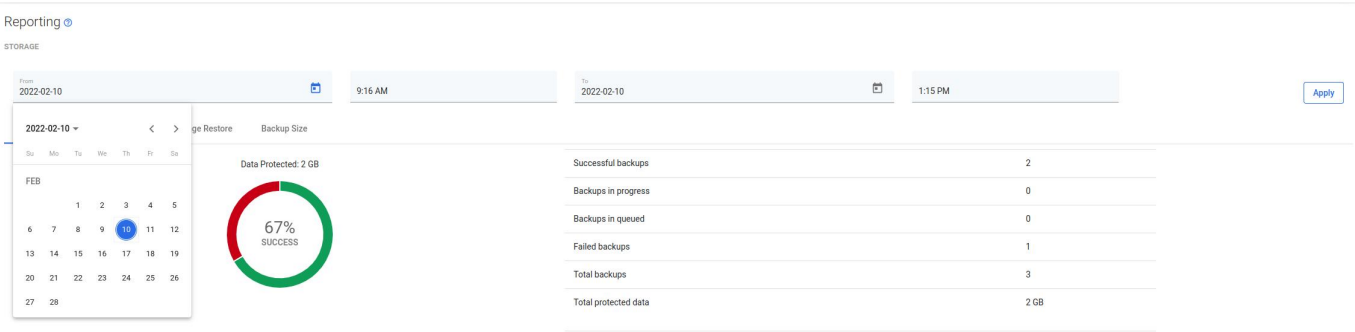 Reporting
STORAGE
From
2022-02-10
9:16 AM
To
2022-02-10
1:15 PM
Apply
2022-02-10
ge Restore
Backup Size
Su Mo Tu We Th Fr Sa
FEB
1 2 3 4 5
6 7 8 9 10 11 12
13 14 15 16 17 18 19
20 21 22 23 24 25 26
27 28
Data Protected: 2 GB
67%
SUCCESS
Successful backups 2
Backups in progress 0
Backups in queued 0
Failed backups 1
Total backups 3
Total protected data 2 GB